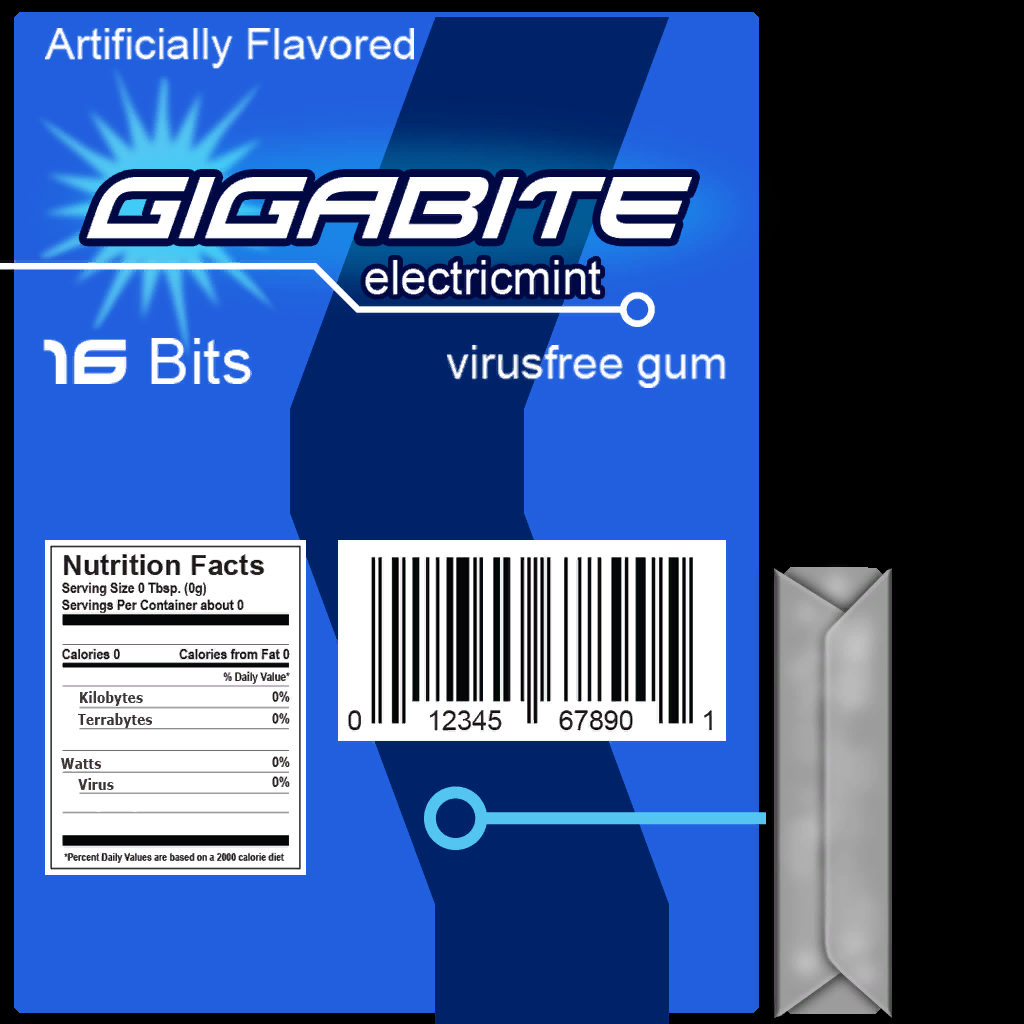 Artificially Flavored
GIGABITE
electricmint
16 Bits
virusfree gum
Nutrition Facts
Serving Size 0 Tbsp. (0g)
Servings Per Container about 0
Calories 0 Calories from Fat 0
% Daily Value*
Kilobytes 0%
Terrabytes 0%
Watts 0%
Virus 0%
*Percent Daily Values are based on a 2000 calorie diet
0 12345 67890 1